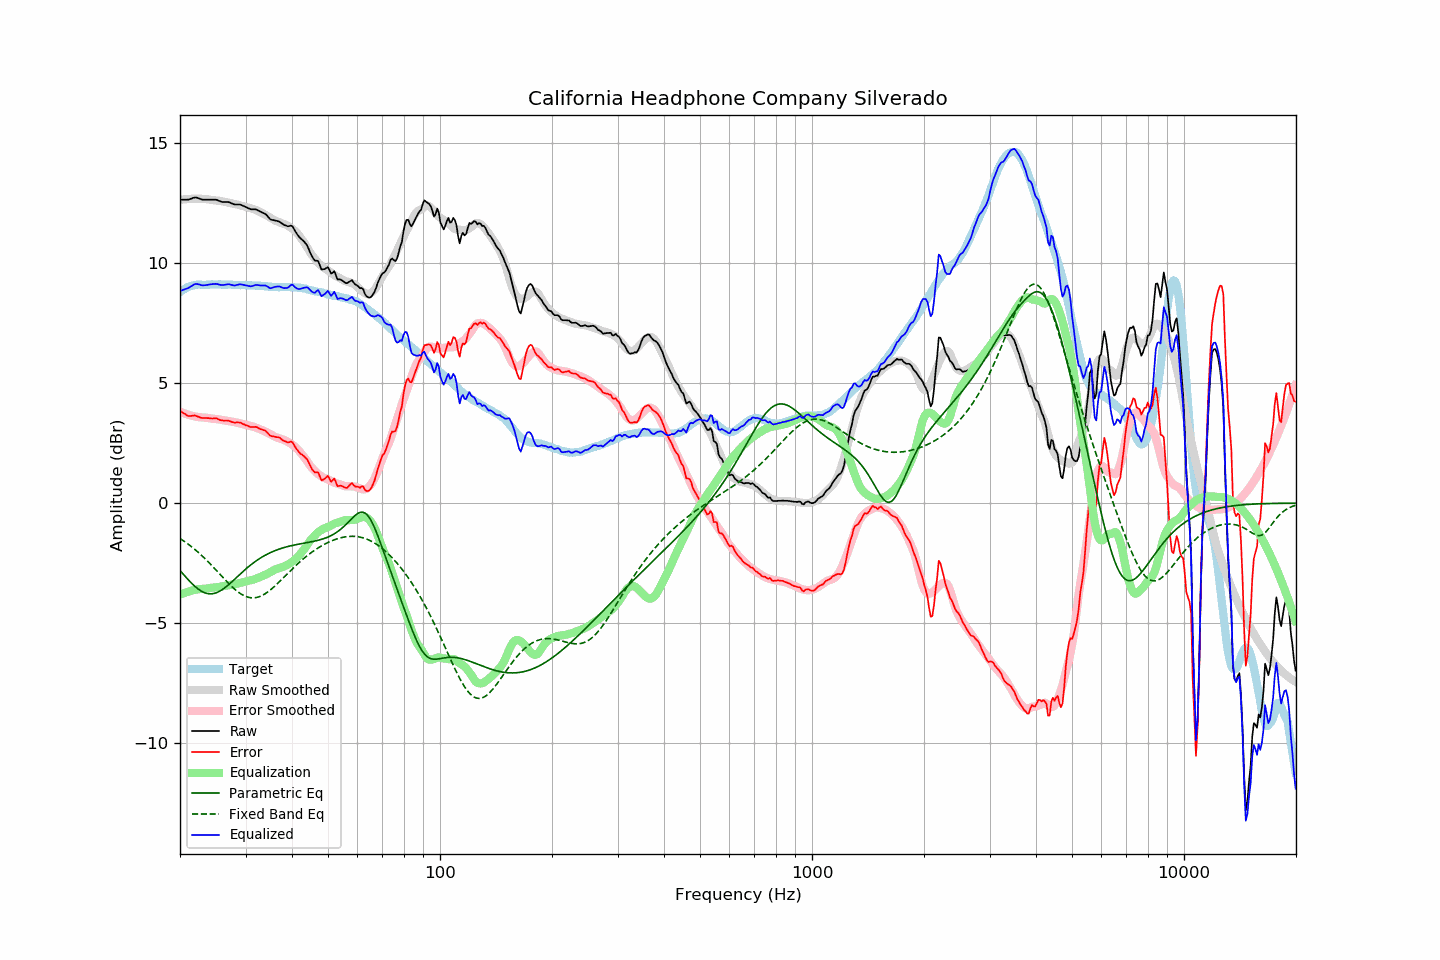 California Headphone Company Silverado
15
10
5
0
−5
−10
Amplitude (dBr)
Target
Raw Smoothed
Error Smoothed
Raw
Error
Equalization
Parametric Eq
Fixed Band Eq
Equalized
100
1000
10000
Frequency (Hz)